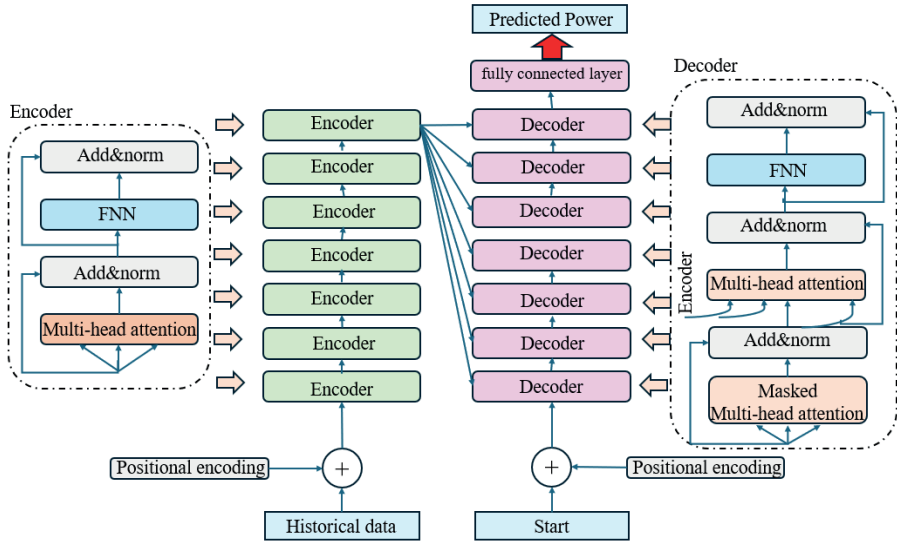 Predicted Power
fully connected layer
Encoder
Add&norm
FNN
Add&norm
Multi-head attention
Encoder
Encoder
Encoder
Encoder
Encoder
Encoder
Encoder
Decoder
Decoder
Decoder
Decoder
Decoder
Decoder
Decoder
Decoder
Add&norm
FNN
Add&norm
Encoder
Multi-head attention
Add&norm
Masked
Multi-head attention
Positional encoding
+
+
Positional encoding
Historical data
Start